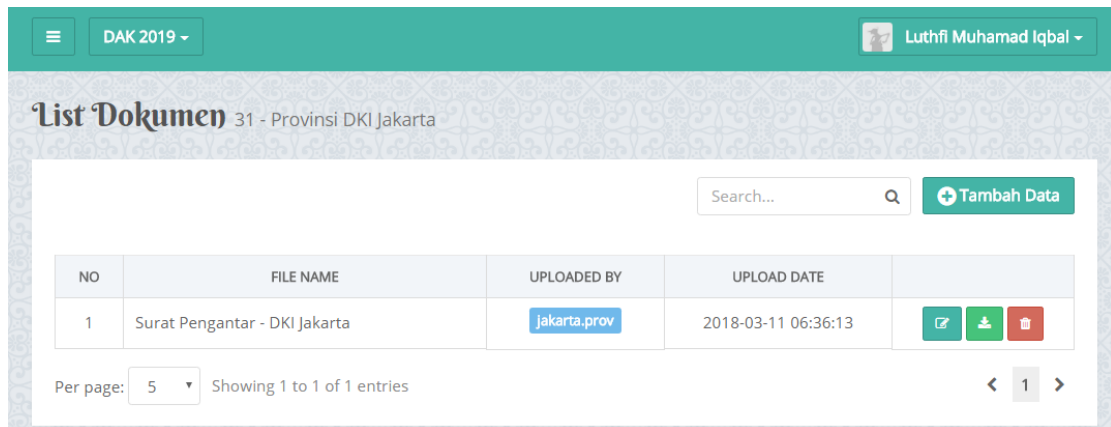 DAK 2019
Luthfi Muhamad Iqbal
List Dokumen 31 - Provinsi DKI Jakarta
Search...
Tambah Data
NO FILE NAME UPLOADED BY UPLOAD DATE
1 Surat Pengantar - DKI Jakarta jakarta.prov 2018-03-11 06:36:13
Per page: 5 Showing 1 to 1 of 1 entries
1